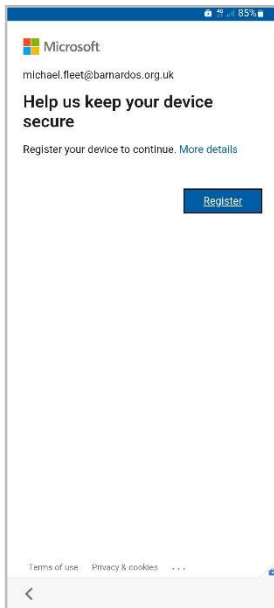 85%
Microsoft
michael.fleet@barnardos.org.uk
Help us keep your device
secure
Register your device to continue. More details
Register
Terms of use Privacy & cookies ...